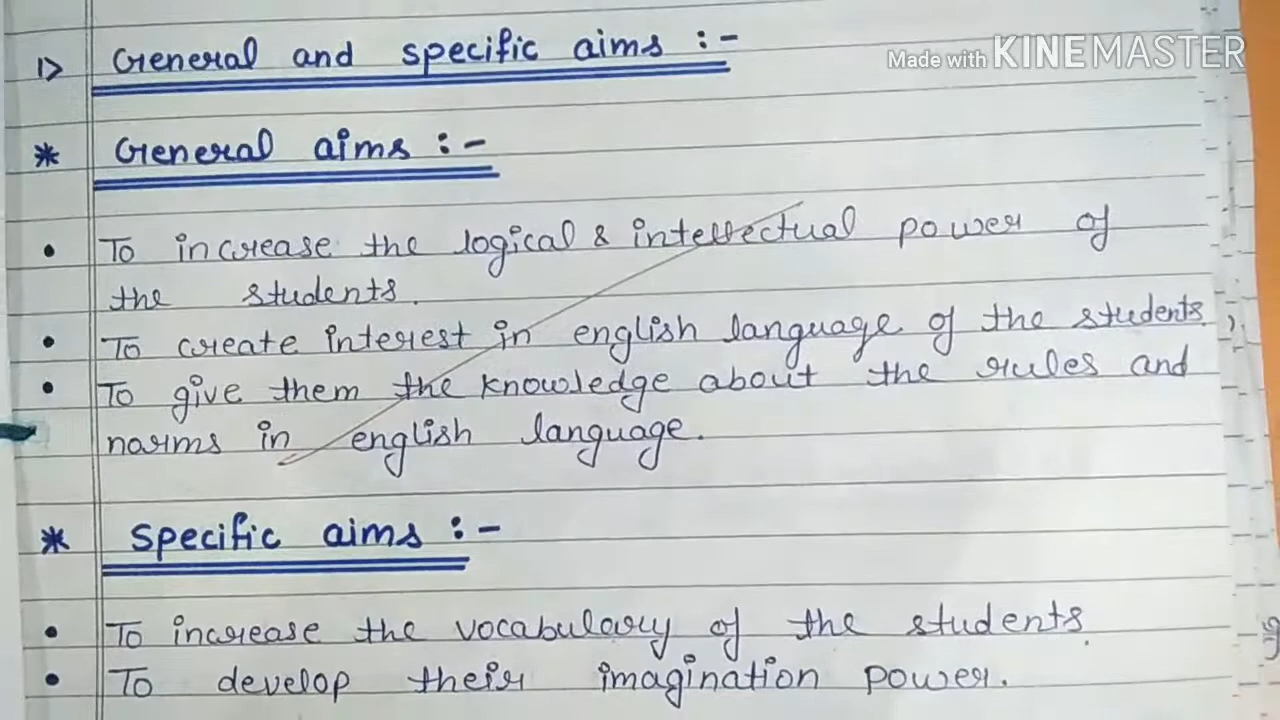 Made with KINEMASTER
1> General and specific aims :-
* General aims :-
• To increase the logical & intellectual power of
the students.
• To create interest in english language of the students.
• To give them the knowledge about the rules and
norms in english language.
* Specific aims :-
• To increase the vocabulary of the students.
• To develop their imagination power.